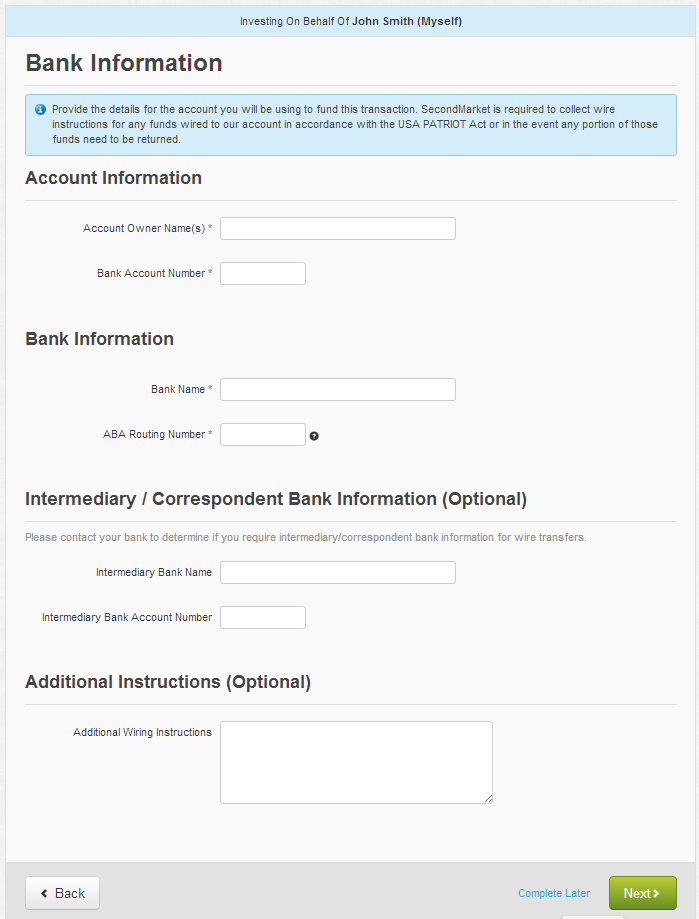 Investing On Behalf Of John Smith (Myself)
Bank Information
Provide the details for the account you will be using to fund this transaction. SecondMarket is required to collect wire
instructions for any funds wired to our account in accordance with the USA PATRIOT Act or in the event any portion of those
funds need to be returned.
Account Information
Account Owner Name(s) *
Bank Account Number *
Bank Information
Bank Name *
ABA Routing Number *
Intermediary / Correspondent Bank Information (Optional)
Please contact your bank to determine if you require intermediary/correspondent bank information for wire transfers.
Intermediary Bank Name
Intermediary Bank Account Number
Additional Instructions (Optional)
Additional Wiring Instructions
Back
Complete Later
Next